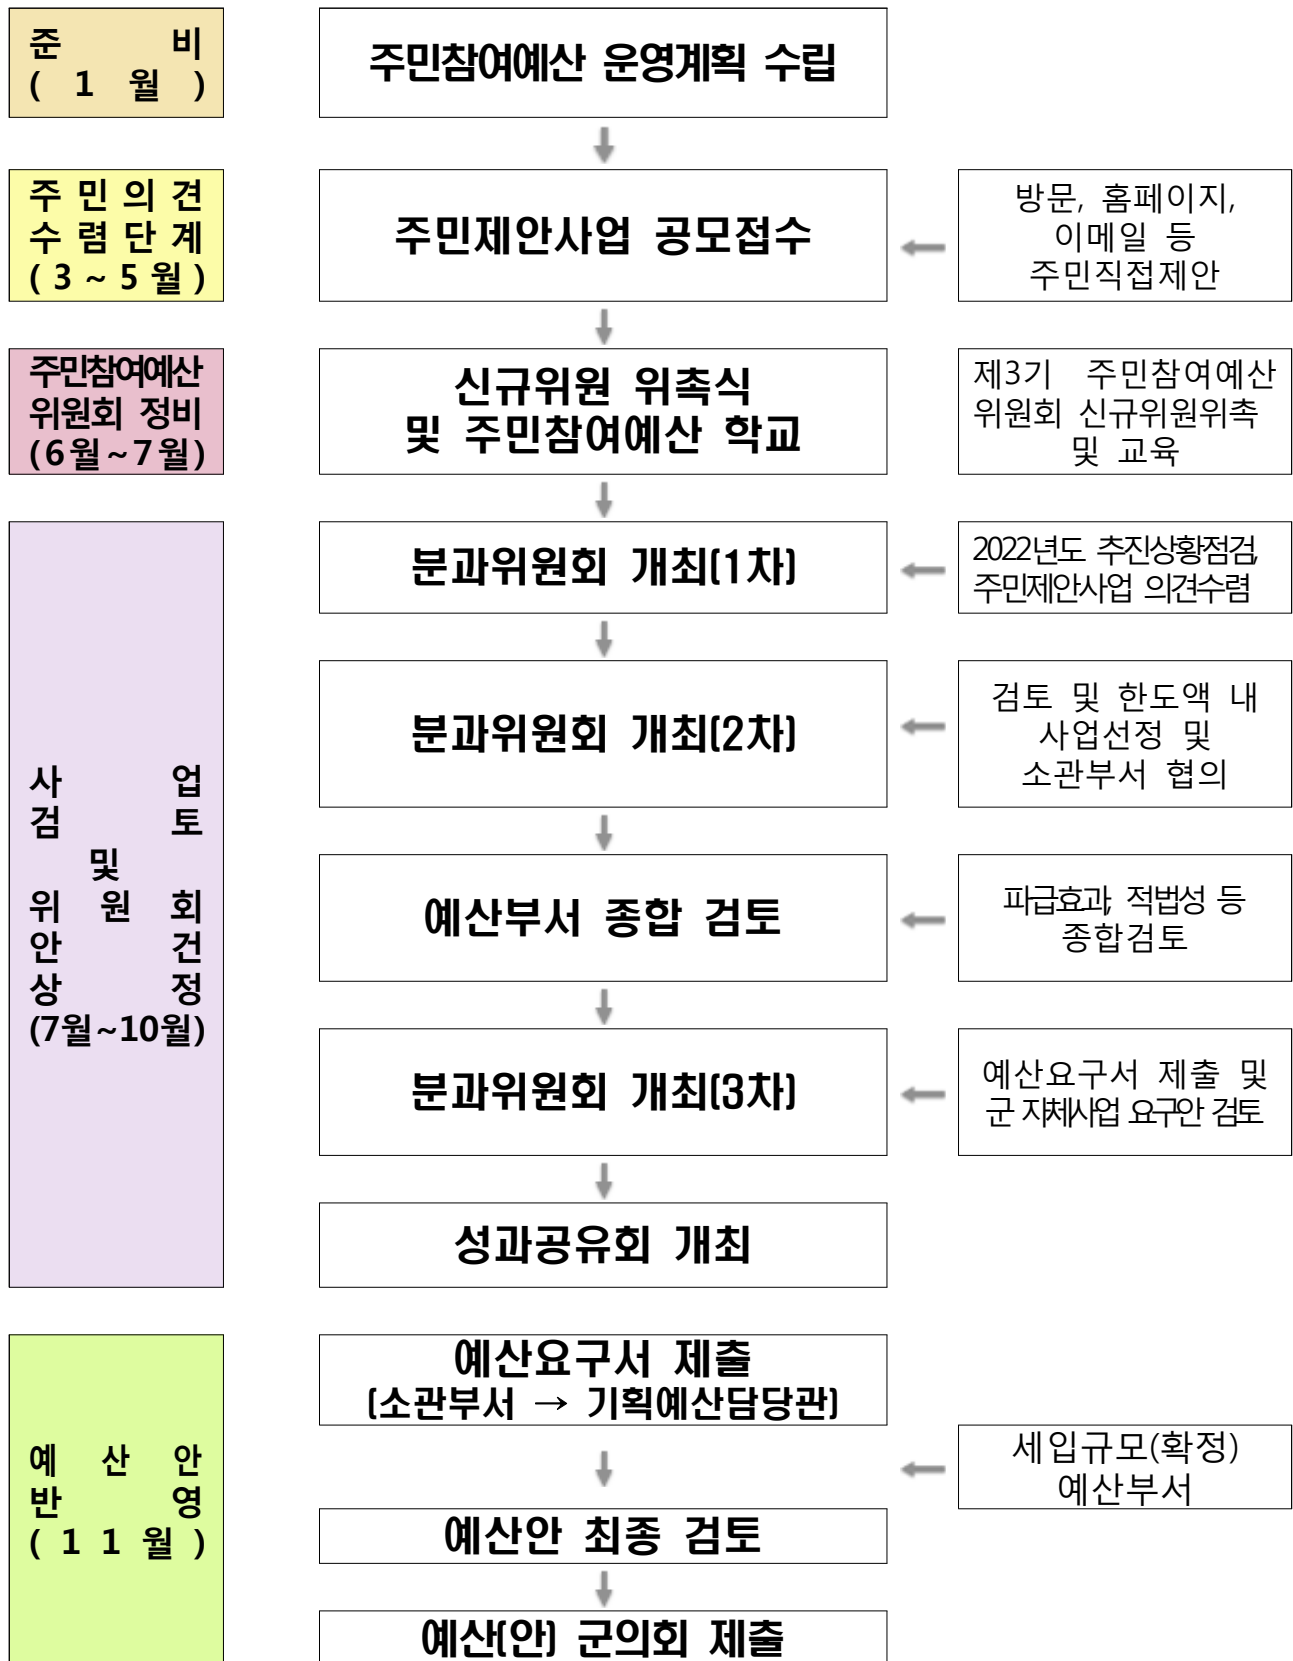 준 비
( 1 월 )
주민참여예산 운영계획 수립
주민의견
수렴단계
(3~5월)
주민제안사업 공모접수
방문, 홈페이지,
이메일 등
주민직접제안
주민참여예산
위원회 정비
(6월~7월)
신규위원 위촉식
및 주민참여예산 학교
제3기 주민참여예산
위원회 신규위원위촉
및 교육
사 업
검 토
및
위 원 회
안 건
상 정
(7월~10월)
분과위원회 개최(1차)
2022년도 추진상황점검,
주민제안사업 의견수렴
분과위원회 개최(2차)
검토 및 한도액 내
사업선정 및
소관부서 협의
예산부서 종합 검토
파급효과, 적법성 등
종합검토
분과위원회 개최(3차)
예산요구서 제출 및
군 자체사업 요구안 검토
성과공유회 개최
예 산 안
반 영
( 1 1 월 )
예산요구서 제출
(소관부서 → 기획예산담당관)
세입규모(확정)
예산부서
예산안 최종 검토
예산(안) 군의회 제출